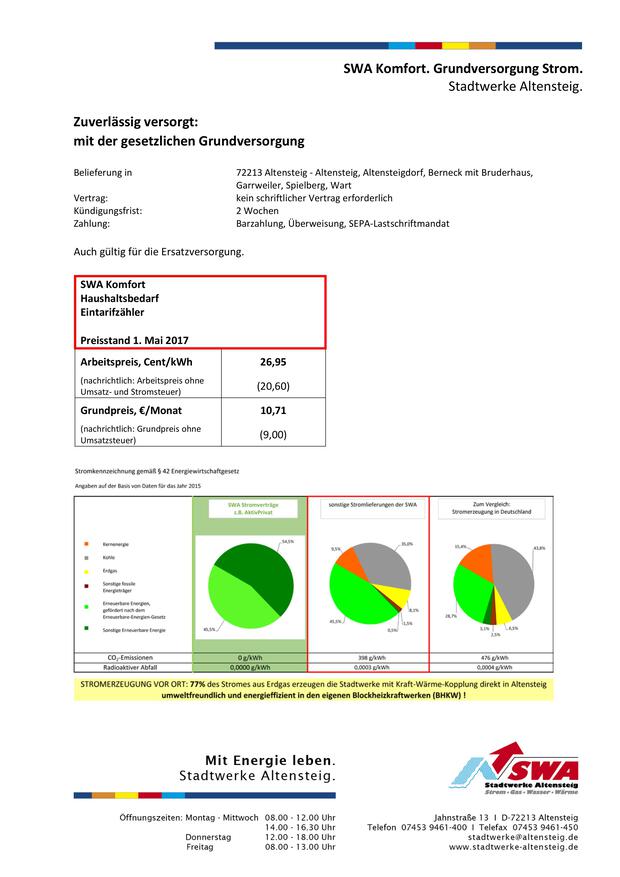 SWA Komfort. Grundversorgung Strom.
Stadtwerke Altensteig.
Zuverlässig versorgt:
mit der gesetzlichen Grundversorgung
Belieferung in 72213 Altensteig - Altensteig, Altensteigdorf, Berneck mit Bruderhaus,
Garrweiler, Spielberg, Wart
Vertrag: kein schriftlicher Vertrag erforderlich
Kündigungsfrist: 2 Wochen
Zahlung: Barzahlung, Überweisung, SEPA-Lastschriftmandat
Auch gültig für die Ersatzversorgung.
SWA Komfort
Haushaltsbedarf
Eintarifzähler
Preisstand 1. Mai 2017
Arbeitspreis, Cent/kWh 26,95
(nachrichtlich: Arbeitspreis ohne
Umsatz- und Stromsteuer) (20,60)
Grundpreis, €/Monat 10,71
(nachrichtlich: Grundpreis ohne
Umsatzsteuer) (9,00)
Stromkennzeichnung gemäß § 42 Energiewirtschaftgesetz
Angaben auf der Basis von Daten für das Jahr 2015
SWA Stromverträge
z.B. AktivPrivat
sonstige Stromlieferungen der SWA
Zum Vergleich:
Stromerzeugung in Deutschland
Kernenergie
Kohle
Erdgas
Sonstige fossile
Energieträger
Erneuerbare Energien,
gefördert nach dem
Erneuerbare-Energien-Gesetz
Sonstige Erneuerbare Energie
54,5%
45,5%
9,5%
35,0%
8,1%
1,5%
0,5%
45,5%
15,4%
43,8%
6,5%
2,5%
3,1%
28,7%
CO₂-Emissionen 0 g/kWh 398 g/kWh 476 g/kWh
Radioaktiver Abfall 0,0000 g/kWh 0,0003 g/kWh 0,0004 g/kWh
STROMERZEUGUNG VOR ORT: 77% des Stromes aus Erdgas erzeugen die Stadtwerke mit Kraft-Wärme-Kopplung direkt in Altensteig
umweltfreundlich und energieeffizient in den eigenen Blockheizkraftwerken (BHKW) !
Mit Energie leben.
Stadtwerke Altensteig.
SWA
Stadtwerke Altensteig
Strom • Gas • Wasser • Wärme
Öffnungszeiten: Montag - Mittwoch 08.00 - 12.00 Uhr
14.00 - 16.30 Uhr
Donnerstag 12.00 - 18.00 Uhr
Freitag 08.00 - 13.00 Uhr
Jahnstraße 13 I D-72213 Altensteig
Telefon 07453 9461-400 I Telefax 07453 9461-450
stadtwerke@altensteig.de
www.stadtwerke-altensteig.de